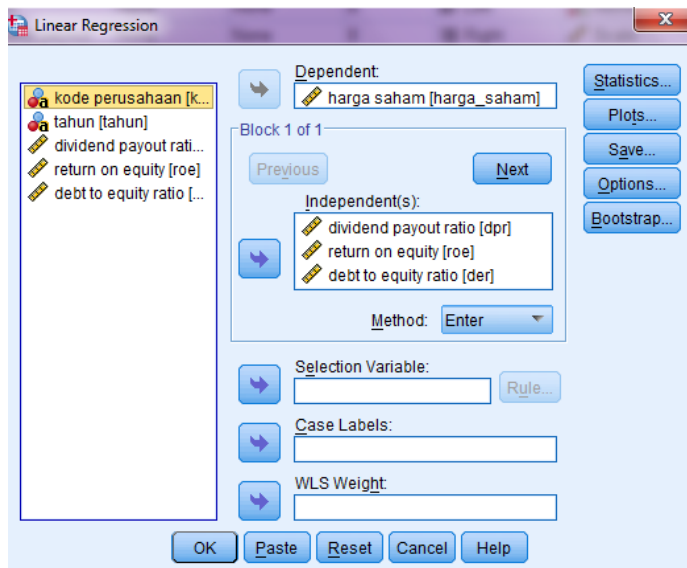 Linear Regression
kode perusahaan [k...
tahun [tahun]
dividend payout rati...
return on equity [roe]
debt to equity ratio [...
Dependent:
harga saham [harga_saham]
Block 1 of 1
Previous
Next
Independent(s):
dividend payout ratio [dpr]
return on equity [roe]
debt to equity ratio [der]
Method: Enter
Selection Variable:
Rule...
Case Labels:
WLS Weight:
Statistics...
Plots...
Save...
Options...
Bootstrap...
OK Paste Reset Cancel Help